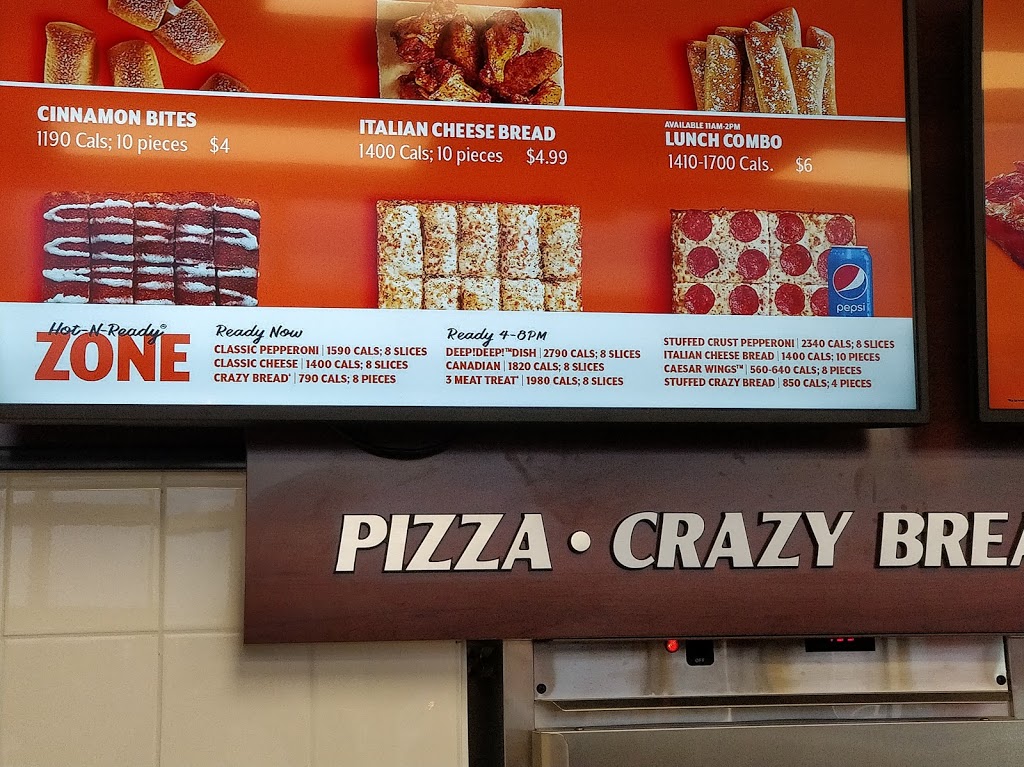 CINNAMON BITES
1190 Cals; 10 pieces $4
ITALIAN CHEESE BREAD
1400 Cals; 10 pieces $4.99
AVAILABLE 11AM-2PM
LUNCH COMBO
1410-1700 Cals. $6
pepsi
Hot-N-Ready®
ZONE
Ready Now
CLASSIC PEPPERONI | 1590 CALS; 8 SLICES
CLASSIC CHEESE | 1400 CALS; 8 SLICES
CRAZY BREAD® | 790 CALS; 8 PIECES
Ready 4-8PM
DEEP!DEEP!™DISH | 2790 CALS; 8 SLICES
CANADIAN | 1820 CALS; 8 SLICES
3 MEAT TREAT® | 1980 CALS; 8 SLICES
STUFFED CRUST PEPPERONI | 2340 CALS; 8 SLICES
ITALIAN CHEESE BREAD | 1400 CALS; 10 PIECES
CAESAR WINGS™ | 560-640 CALS; 8 PIECES
STUFFED CRAZY BREAD | 850 CALS; 4 PIECES
PIZZA • CRAZY BREA
OFF